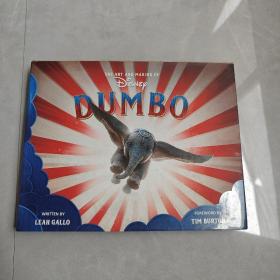 THE ART AND MAKING OF
Disney
DUMBO
WRITTEN BY
LEAH GALLO
FOREWORD BY
TIM BURTON